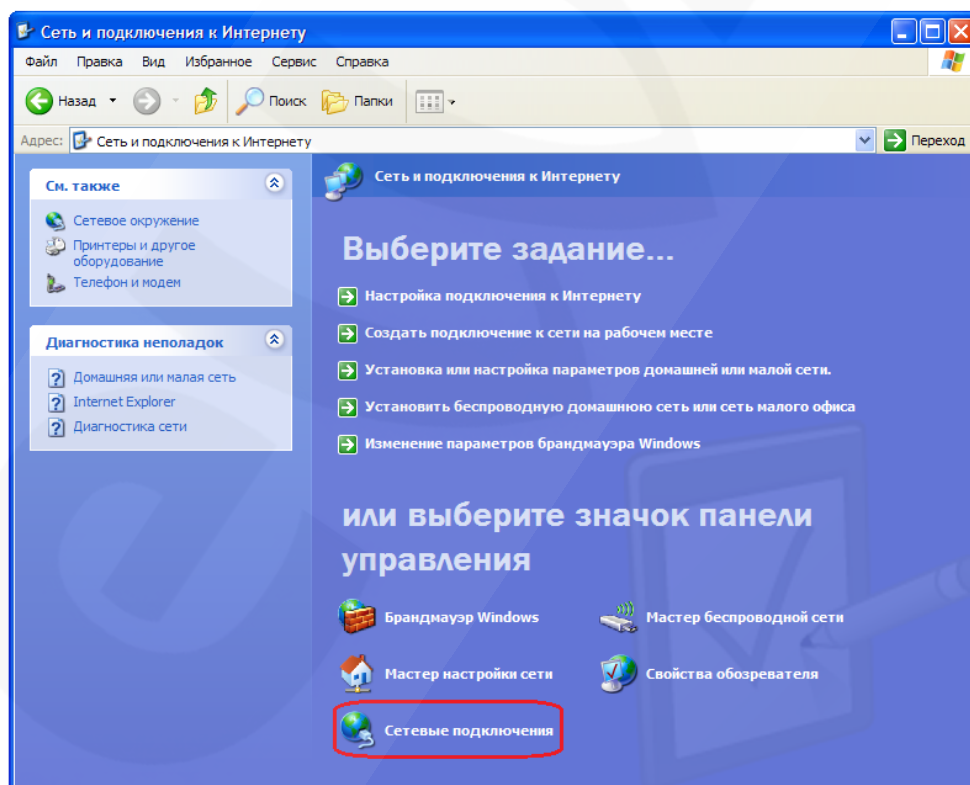 Сеть и подключения к Интернету
Файл Правка Вид Избранное Сервис Справка
Назад Поиск Папки
Адрес: Сеть и подключения к Интернету Переход
См. также
Сетевое окружение
Принтеры и другое
оборудование
Телефон и модем
Диагностика неполадок
Домашняя или малая сеть
Internet Explorer
Диагностика сети
Сеть и подключения к Интернету
Выберите задание...
Настройка подключения к Интернету
Создать подключение к сети на рабочем месте
Установка или настройка параметров домашней или малой сети.
Установить беспроводную домашнюю сеть или сеть малого офиса
Изменение параметров брандмауэра Windows
или выберите значок панели
управления
Брандмауэр Windows
Мастер беспроводной сети
Мастер настройки сети
Свойства обозревателя
Сетевые подключения